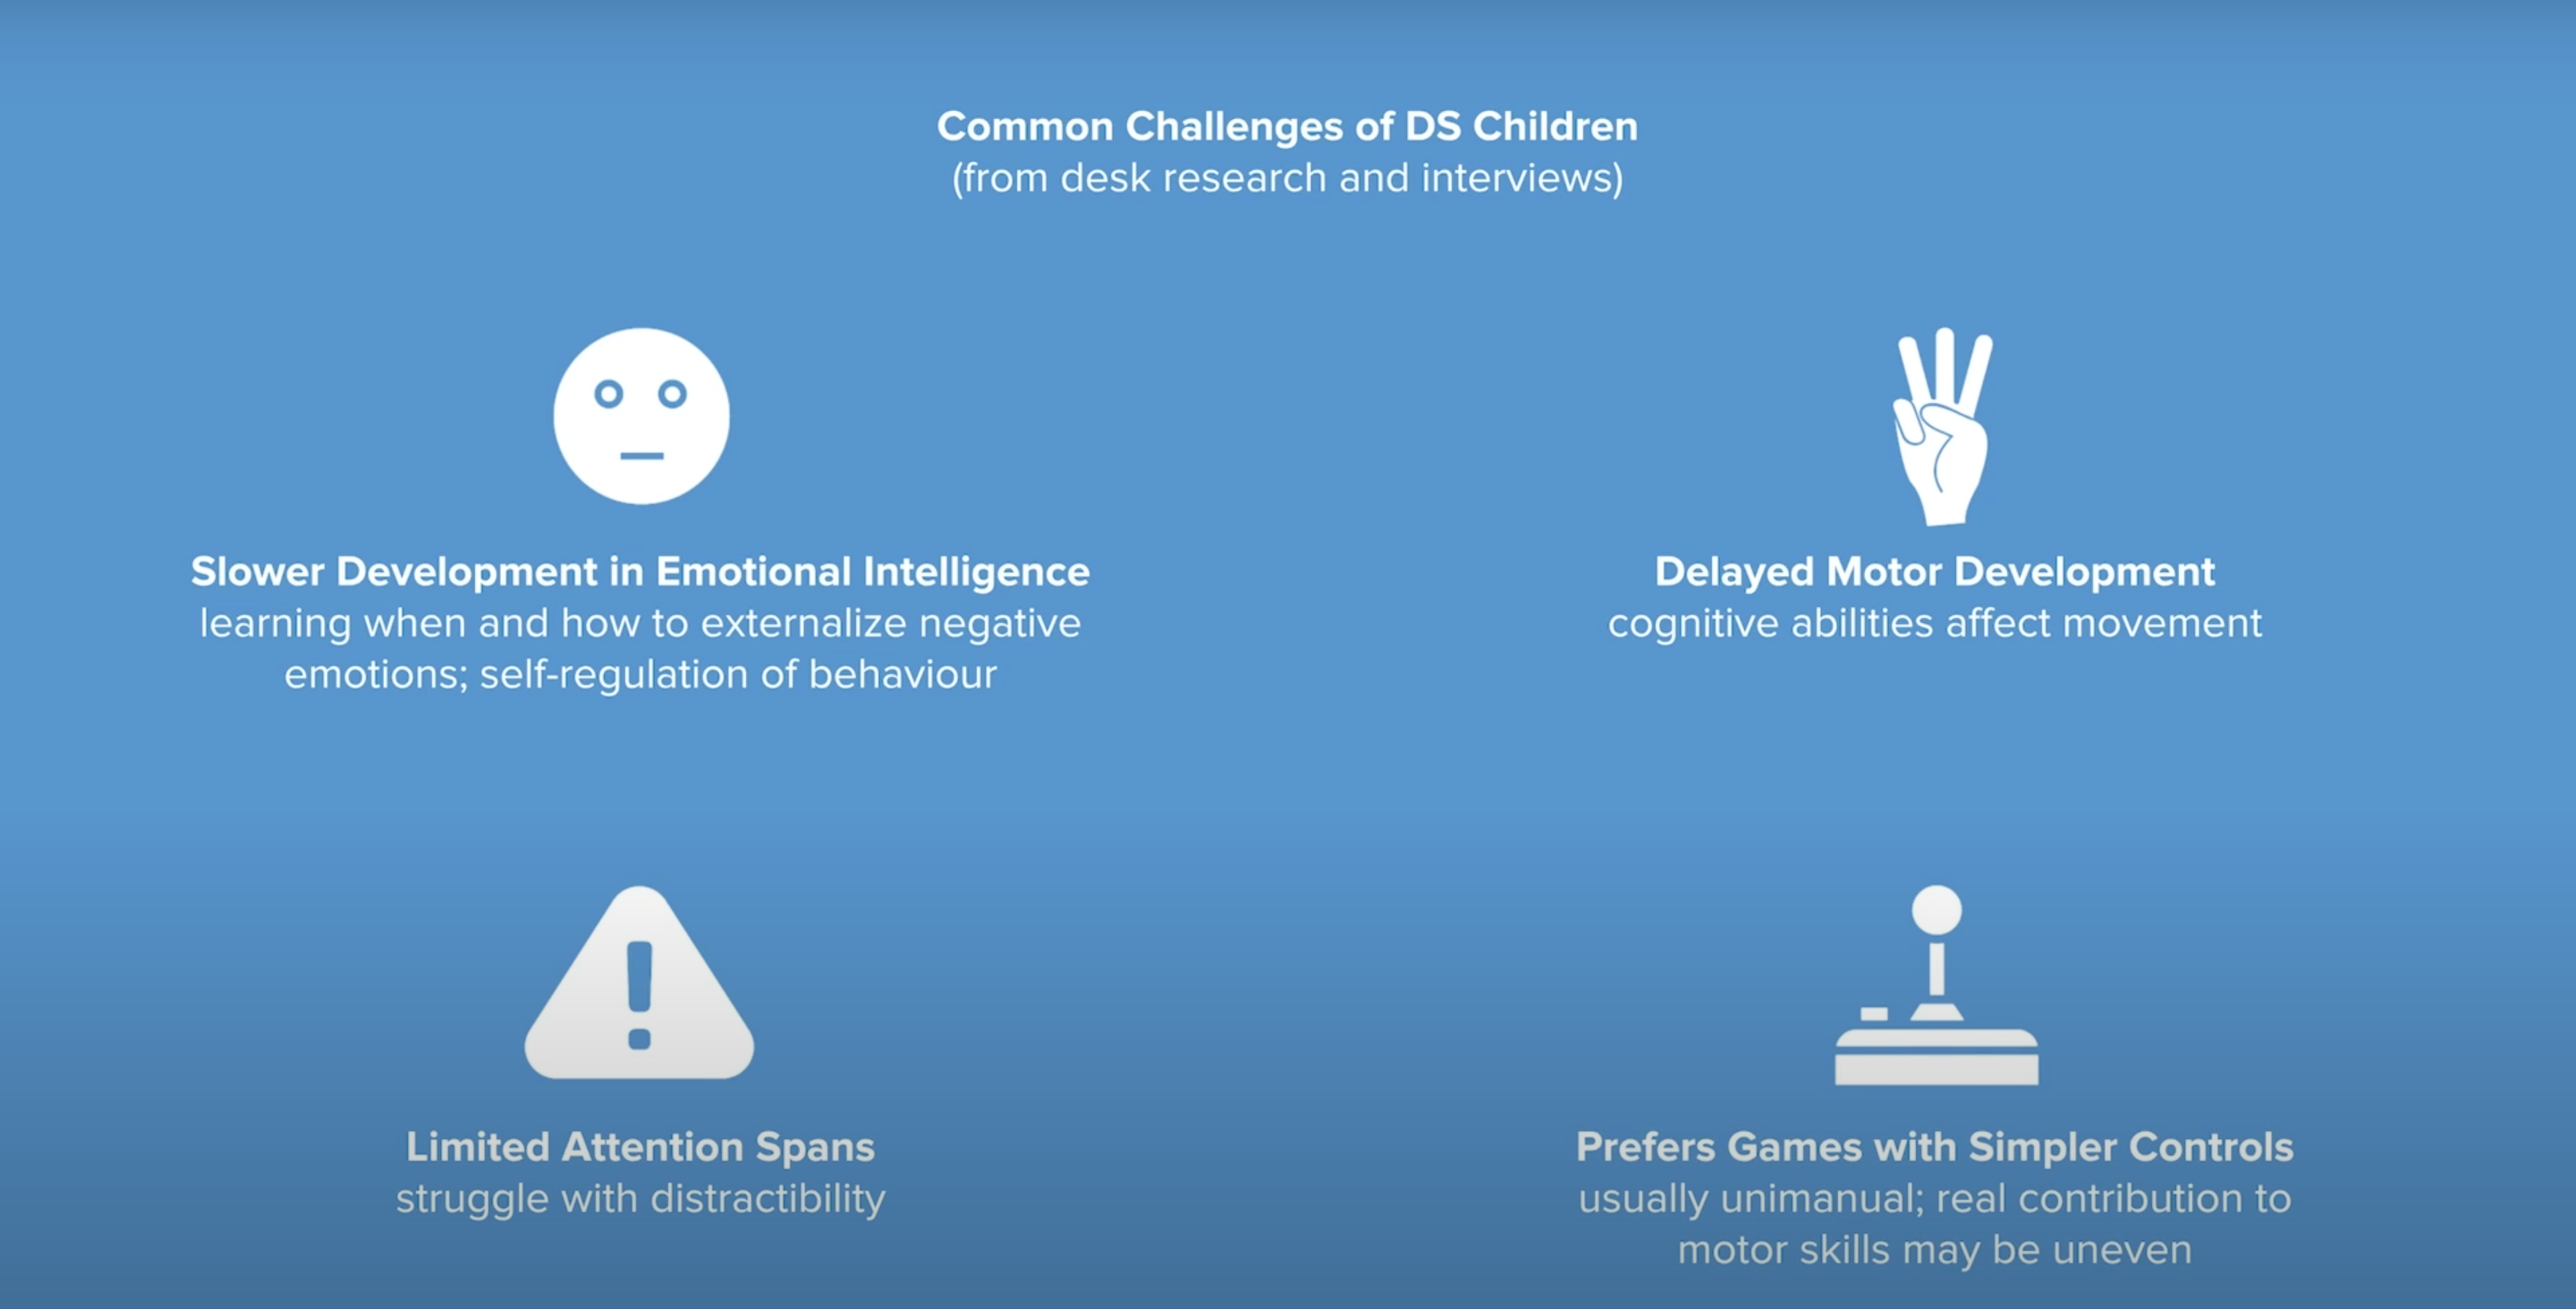 Common Challenges of DS Children
(from desk research and interviews)
Slower Development in Emotional Intelligence
learning when and how to externalize negative
emotions; self-regulation of behaviour
Delayed Motor Development
cognitive abilities affect movement
Limited Attention Spans
struggle with distractibility
Prefers Games with Simpler Controls
usually unimanual; real contribution to
motor skills may be uneven